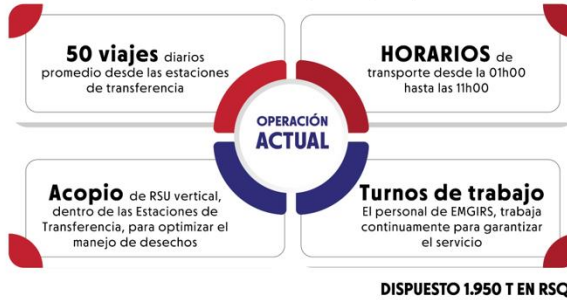 50 viajes diarios
promedio desde las estaciones
de transferencia
HORARIOS de
transporte desde la 01h00
hasta las 11h00
OPERACIÓN
ACTUAL
Acopio de RSU vertical,
dentro de las Estaciones de
Transferencia, para optimizar el
manejo de desechos
Turnos de trabajo
El personal de EMGIRS, trabaja
continuamente para garantizar
el servicio
DISPUESTO 1.950 T EN RSQ